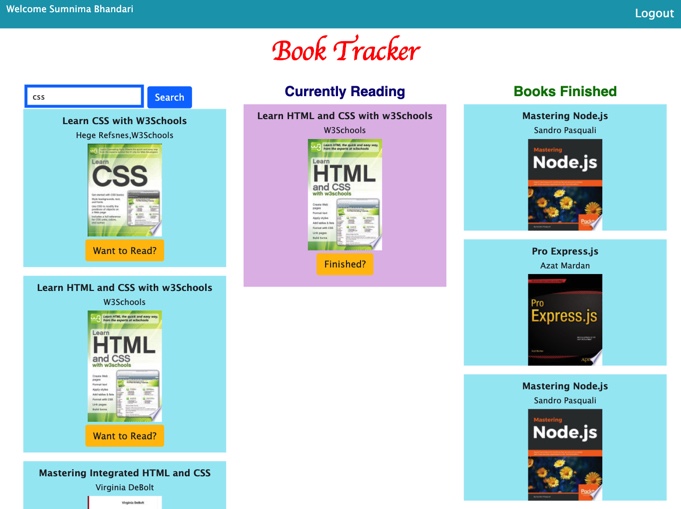 Welcome Sumnima Bhandari
Logout
Book Tracker
css
Search
Learn CSS with W3Schools
Hege Refsnes,W3Schools
Learn
CSS
Want to Read?
Learn HTML and CSS with w3Schools
W3Schools
Learn
HTML
and CSS
with w3schools
Want to Read?
Mastering Integrated HTML and CSS
Virginia DeBolt
Virginia DeBolt
Currently Reading
Learn HTML and CSS with w3Schools
W3Schools
Learn
HTML
and CSS
with w3schools
Finished?
Books Finished
Mastering Node.js
Sandro Pasquali
Mastering
Node.js
Pro Express.js
Azat Mardan
Pro
Express.js
Mastering Node.js
Sandro Pasquali
Mastering
Node.js